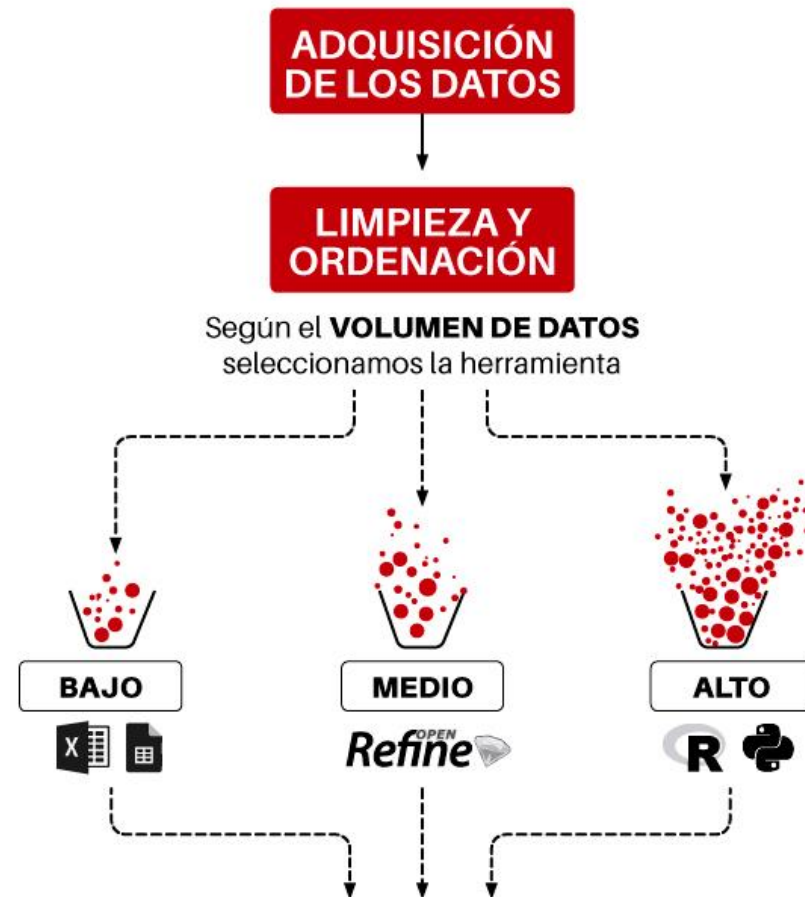 ADQUISICIÓN
DE LOS DATOS
LIMPIEZA Y
ORDENACIÓN
Según el VOLUMEN DE DATOS
seleccionamos la herramienta
BAJO
MEDIO
ALTO
X
OPEN
Refine
R